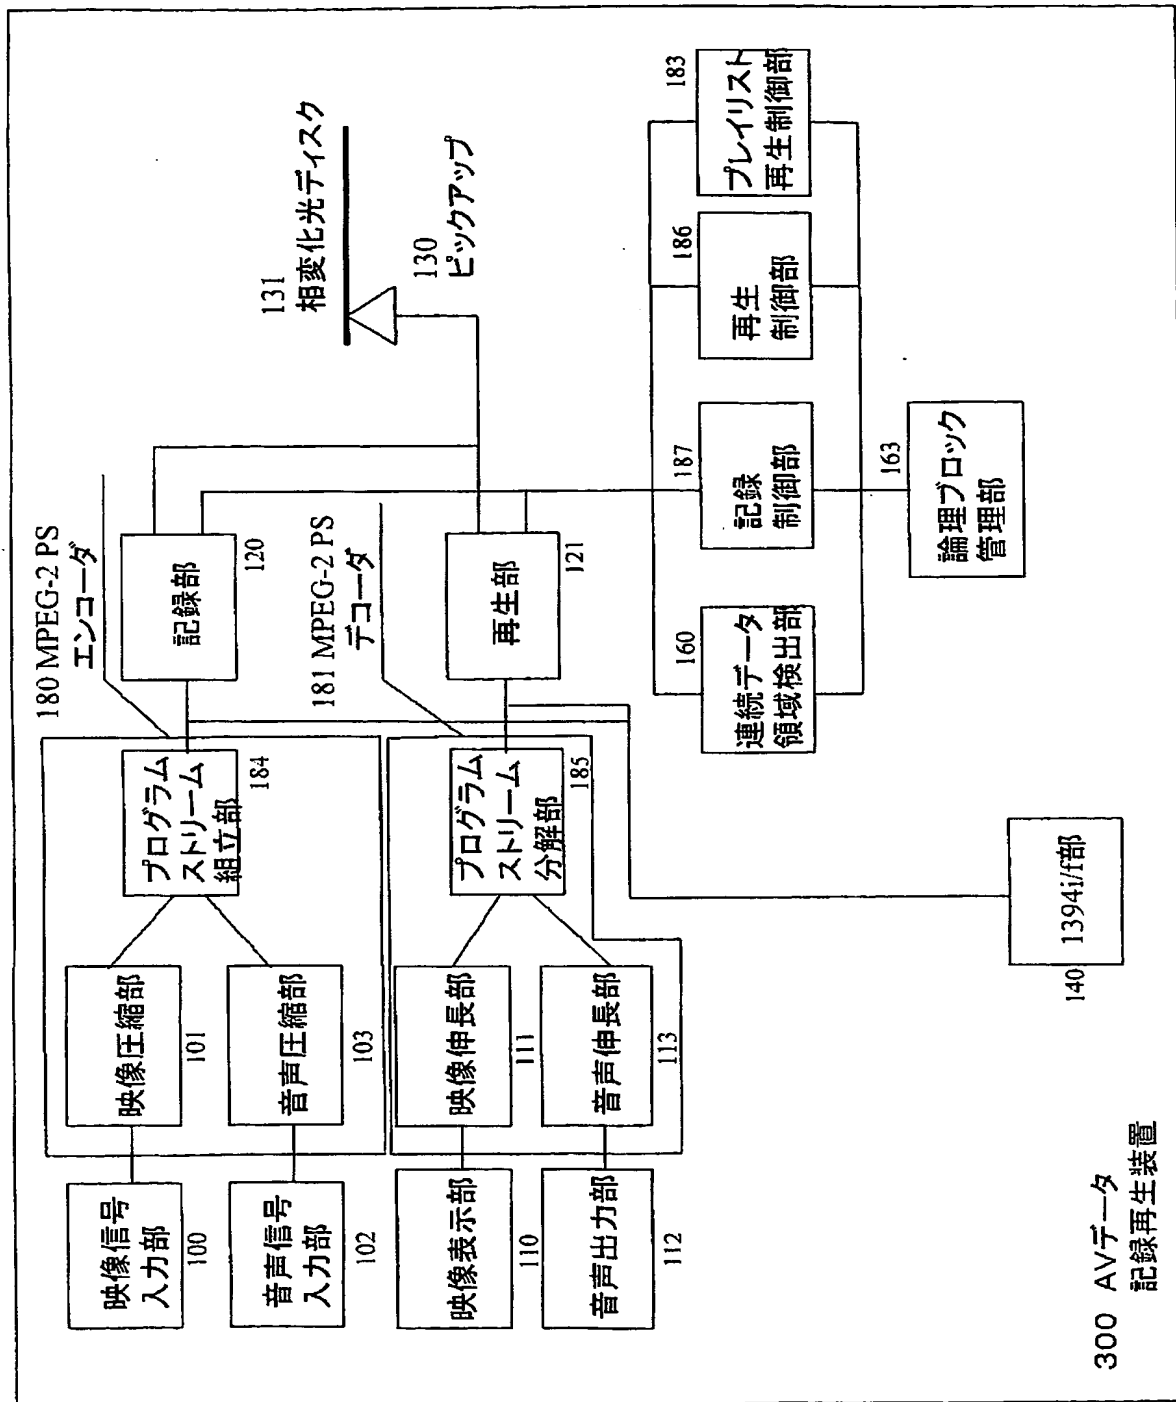 180 MPEG-2 PS
エンコーダ
映像信号
入力部
100
映像圧縮部
101
音声信号
入力部
102
音声圧縮部
103
プログラム
ストリーム
組立部
184
記録部
120
131
相変化光ディスク
130
ピックアップ
181 MPEG-2 PS
デコーダ
映像表示部
110
映像伸長部
111
音声出力部
112
音声伸長部
113
プログラム
ストリーム
分解部
185
再生部
121
連続データ
領域検出部
160
記録
制御部
187
再生
制御部
186
プレイリスト
再生制御部
183
論理ブロック
管理部
163
1394i/f部
140
300 AVデータ
記録再生装置